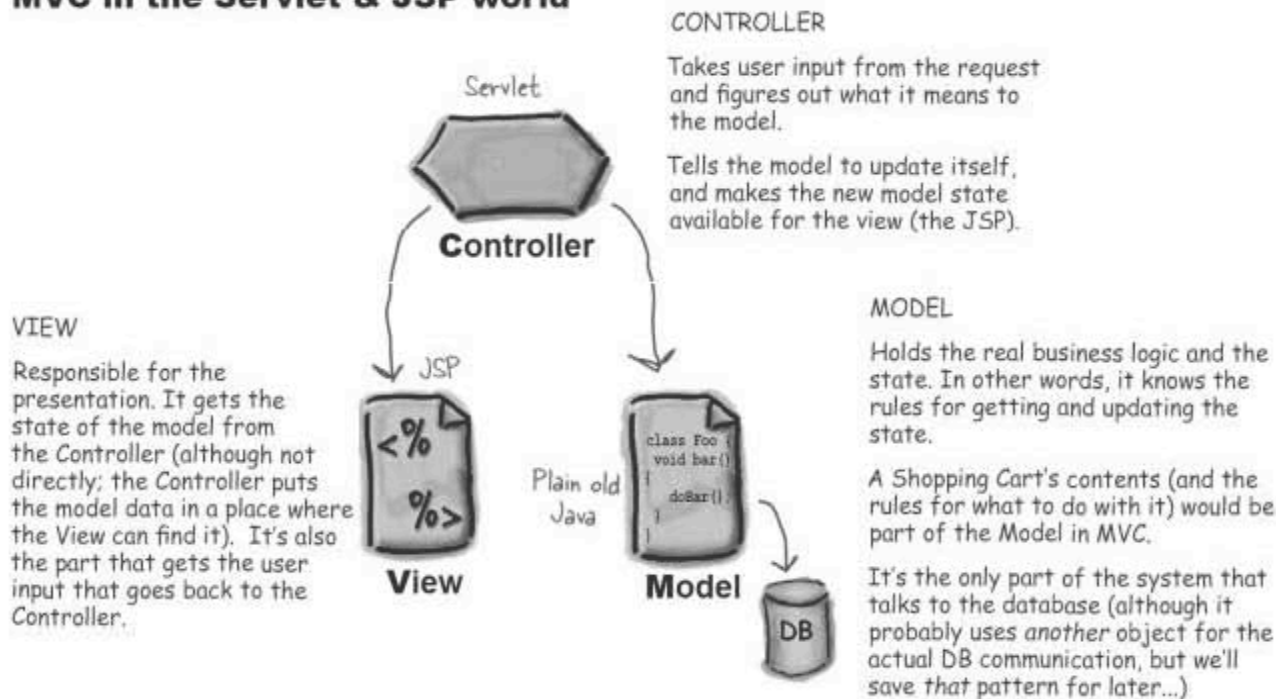 MVC in the Servlet & JSP world
CONTROLLER
Takes user input from the request
and figures out what it means to
the model.
Tells the model to update itself,
and makes the new model state
available for the view (the JSP).
Servlet
Controller
VIEW
Responsible for the
presentation. It gets the
state of the model from
the Controller (although not
directly; the Controller puts
the model data in a place where
the View can find it). It's also
the part that gets the user
input that goes back to the
Controller.
JSP
<%
%>
View
Plain old
Java
class Foo {
void bar()
{
doBar();
}
}
Model
DB
MODEL
Holds the real business logic and the
state. In other words, it knows the
rules for getting and updating the
state.
A Shopping Cart's contents (and the
rules for what to do with it) would be
part of the Model in MVC.
It's the only part of the system that
talks to the database (although it
probably uses another object for the
actual DB communication, but we'll
save that pattern for later...)